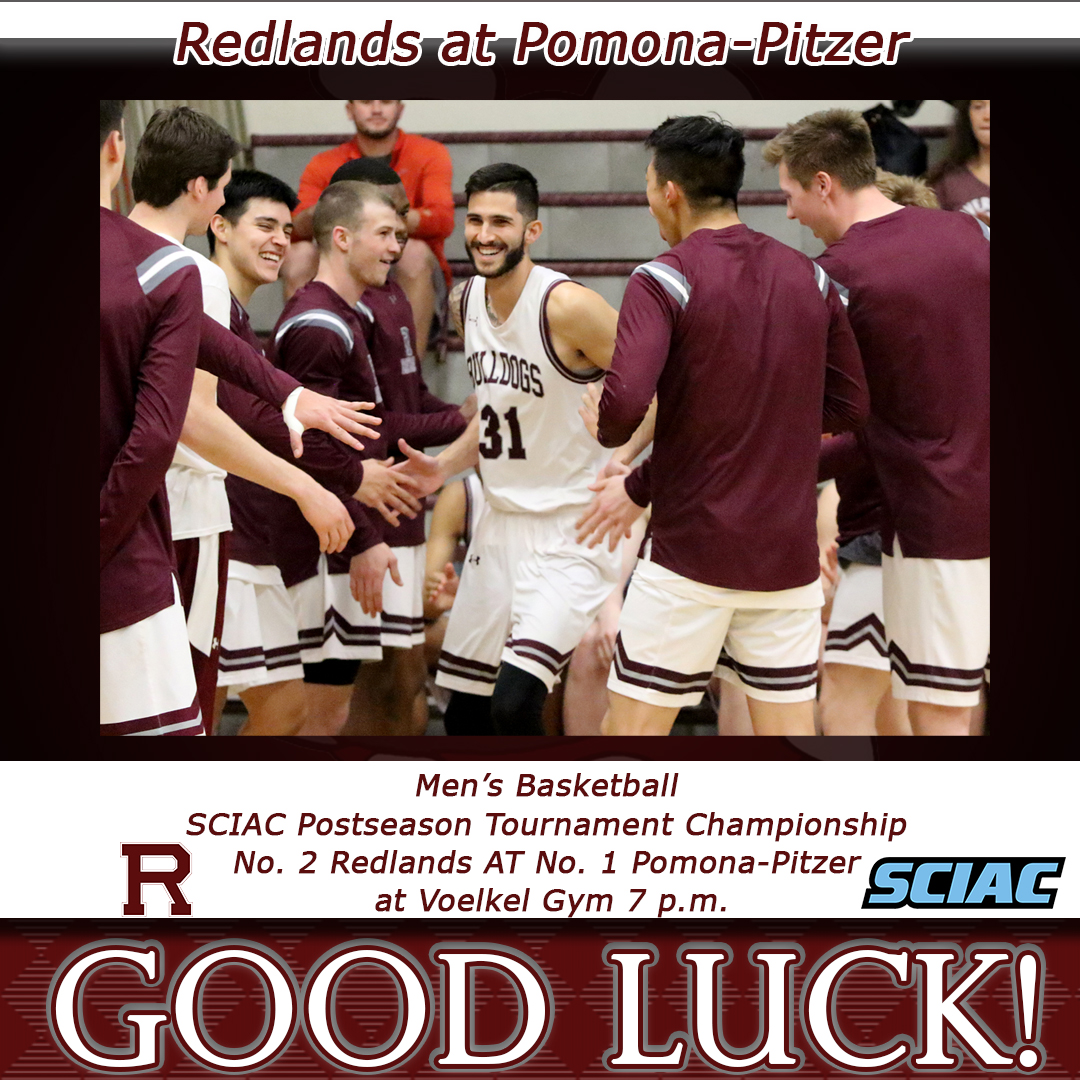 Redlands at Pomona-Pitzer
BULLDOGS
31
Men's Basketball
SCIAC Postseason Tournament Championship
No. 2 Redlands AT No. 1 Pomona-Pitzer
at Voelkel Gym 7 p.m.
R
SCIAC
GOOD LUCK!